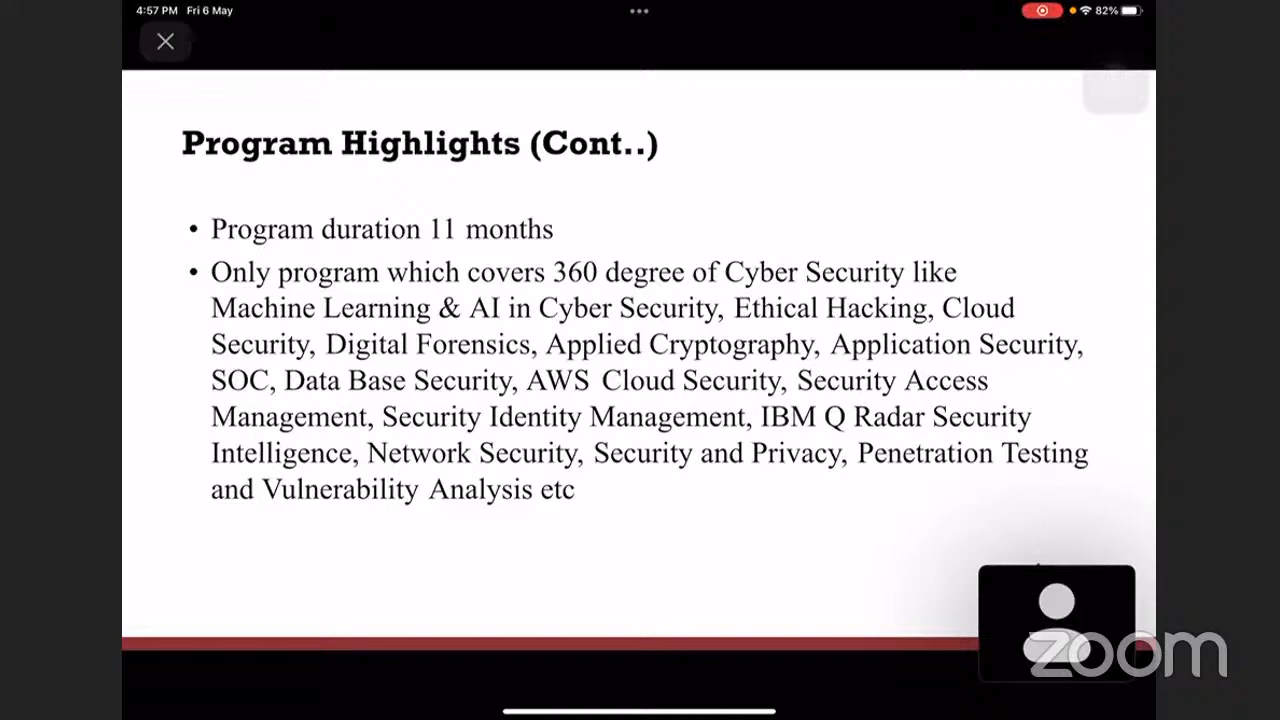 4:57 PM Fri 6 May
82%
Program Highlights (Cont..)
• Program duration 11 months
• Only program which covers 360 degree of Cyber Security like
Machine Learning & AI in Cyber Security, Ethical Hacking, Cloud
Security, Digital Forensics, Applied Cryptography, Application Security,
SOC, Data Base Security, AWS Cloud Security, Security Access
Management, Security Identity Management, IBM Q Radar Security
Intelligence, Network Security, Security and Privacy, Penetration Testing
and Vulnerability Analysis etc
zoom